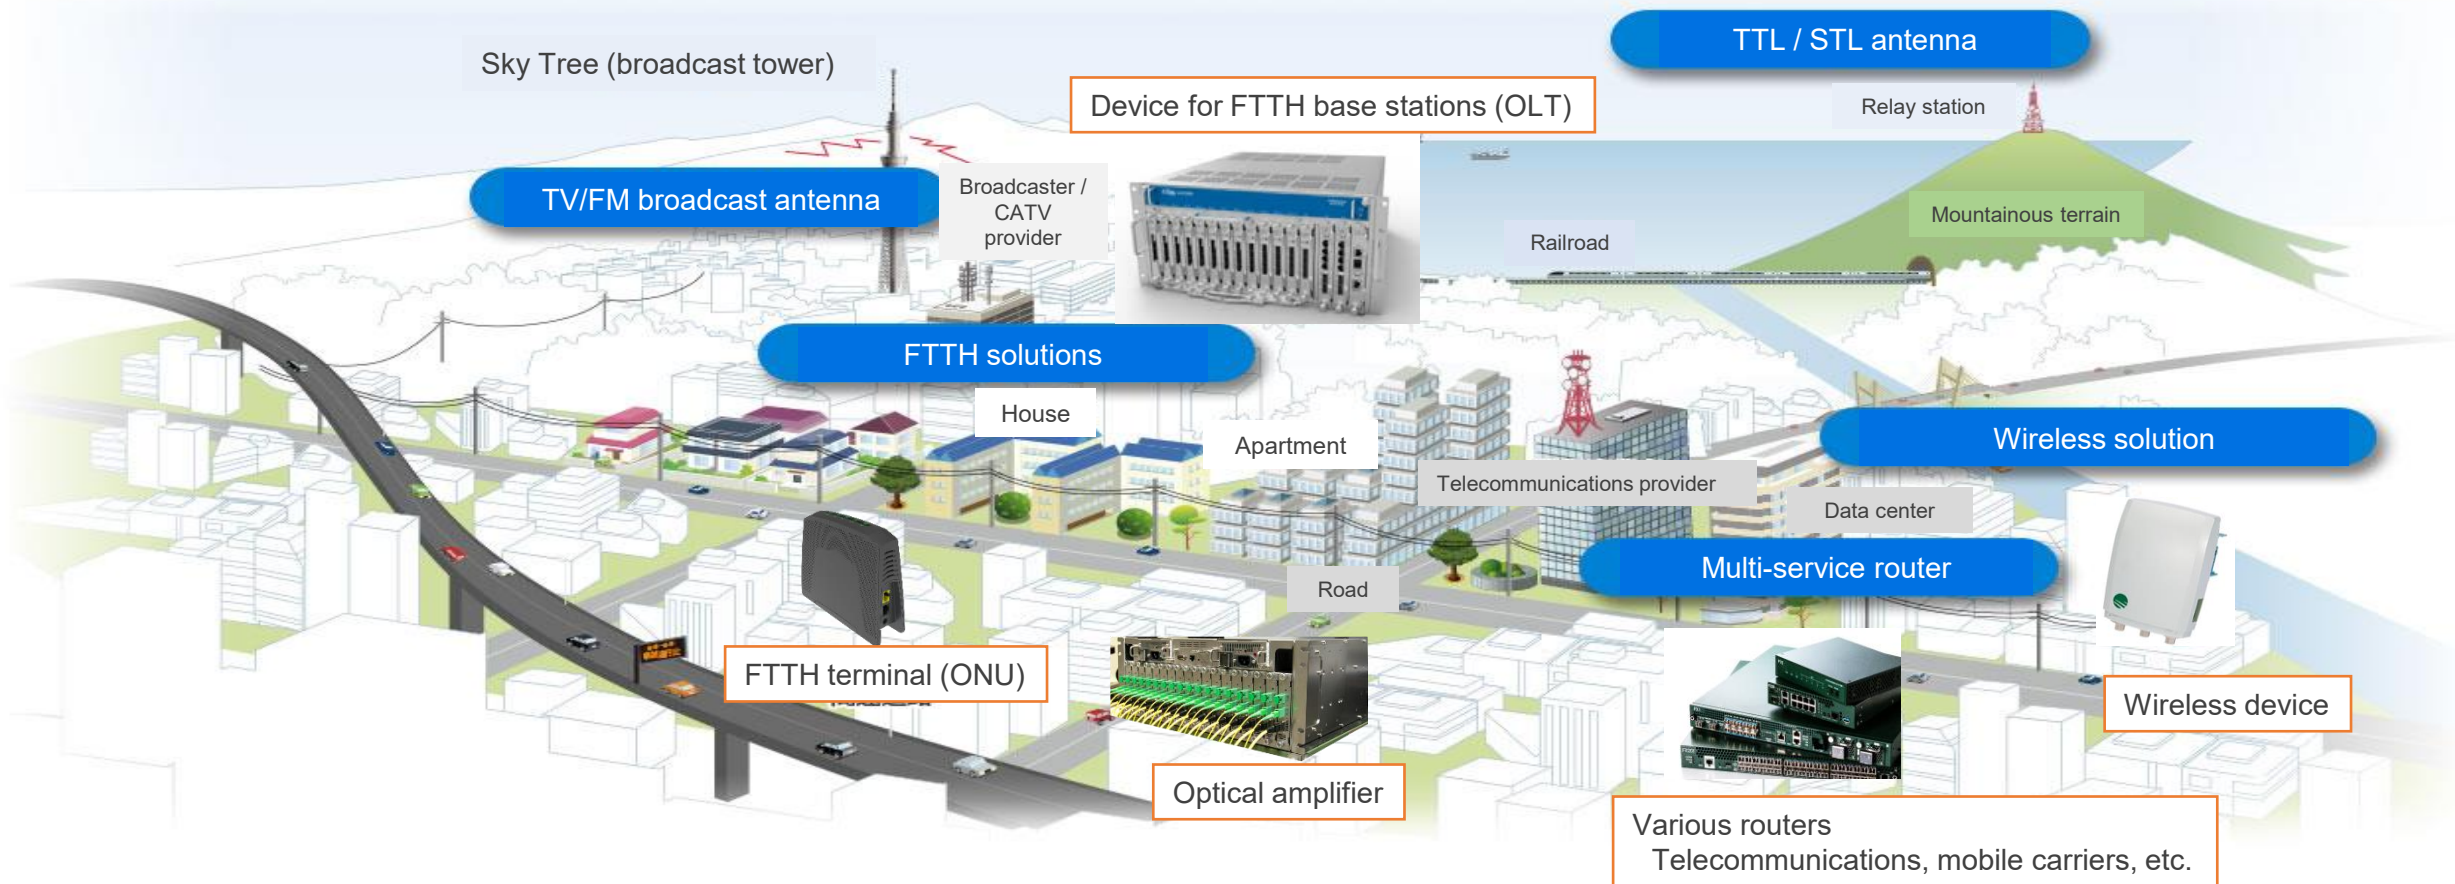 TTL / STL antenna
Sky Tree (broadcast tower)
Device for FTTH base stations (OLT)
Relay station
TV/FM broadcast antenna
Broadcaster /
CATV
provider
Mountainous terrain
Railroad
FTTH solutions
House
Apartment
Wireless solution
Telecommunications provider
Data center
Multi-service router
Road
FTTH terminal (ONU)
Wireless device
Optical amplifier
Various routers
Telecommunications, mobile carriers, etc.